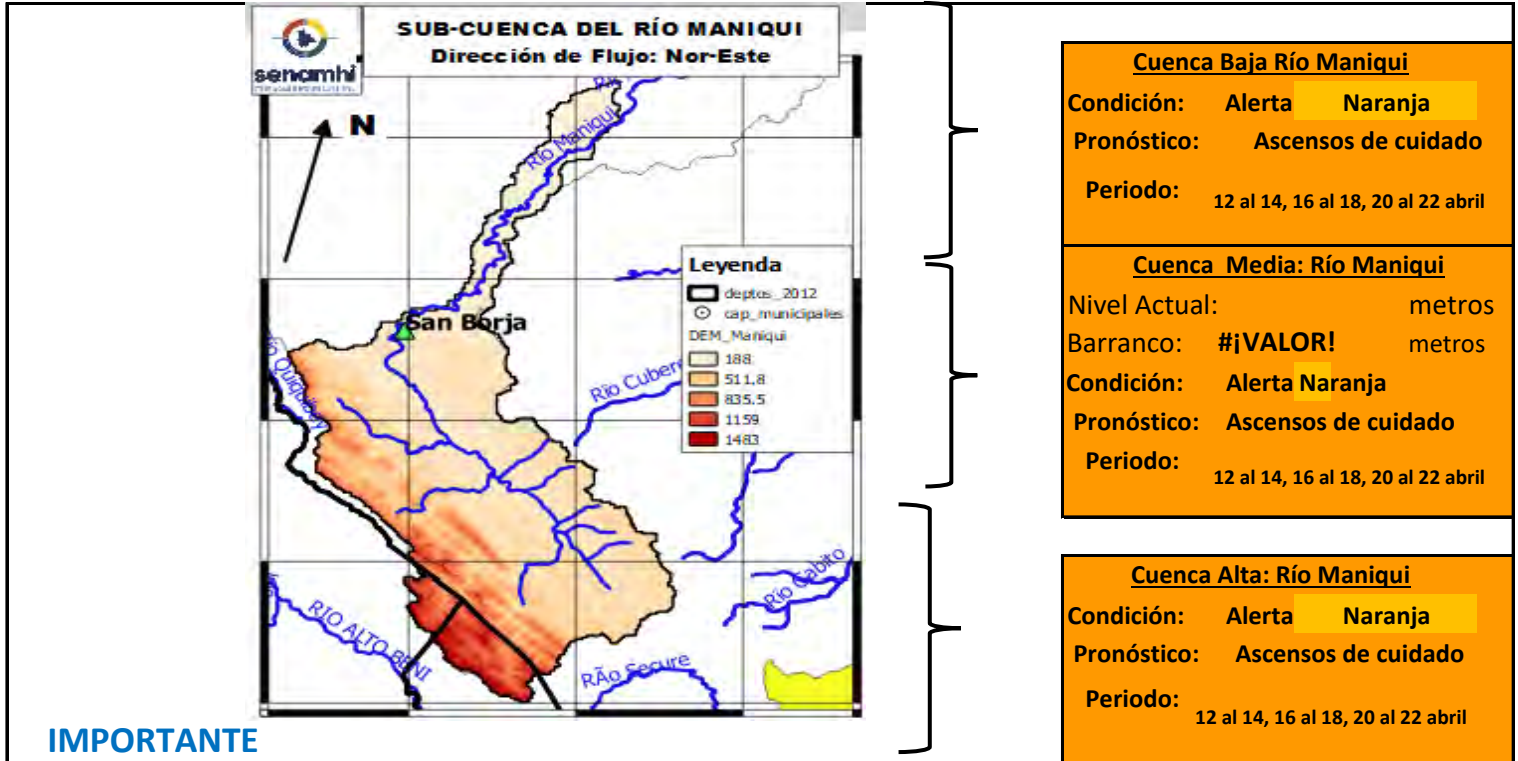 SUB-CUENCA DEL RÍO MANIQUI
Dirección de Flujo: Nor-Este
senamhi
N
Río Maniqui
San Borja
Río Quiquibey
Río Cubere
Río Cabito
RIO ALTO BENI
RÃo Secure
Leyenda
deptos_2012
cap_municipales
DEM_Maniqui
188
511.8
835.5
1159
1483
Cuenca Baja Río Maniqui
Condición: Alerta Naranja
Pronóstico: Ascensos de cuidado
Periodo: 12 al 14, 16 al 18, 20 al 22 abril
Cuenca Media: Río Maniqui
Nivel Actual: metros
Barranco: #¡VALOR! metros
Condición: Alerta Naranja
Pronóstico: Ascensos de cuidado
Periodo: 12 al 14, 16 al 18, 20 al 22 abril
Cuenca Alta: Río Maniqui
Condición: Alerta Naranja
Pronóstico: Ascensos de cuidado
Periodo: 12 al 14, 16 al 18, 20 al 22 abril
IMPORTANTE